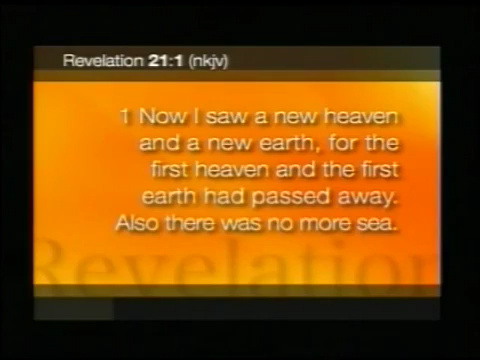 Revelation 21:1 (nkjv)
1 Now I saw a new heaven
and a new earth, for the
first heaven and the first
earth had passed away.
Also there was no more sea.
Revelation